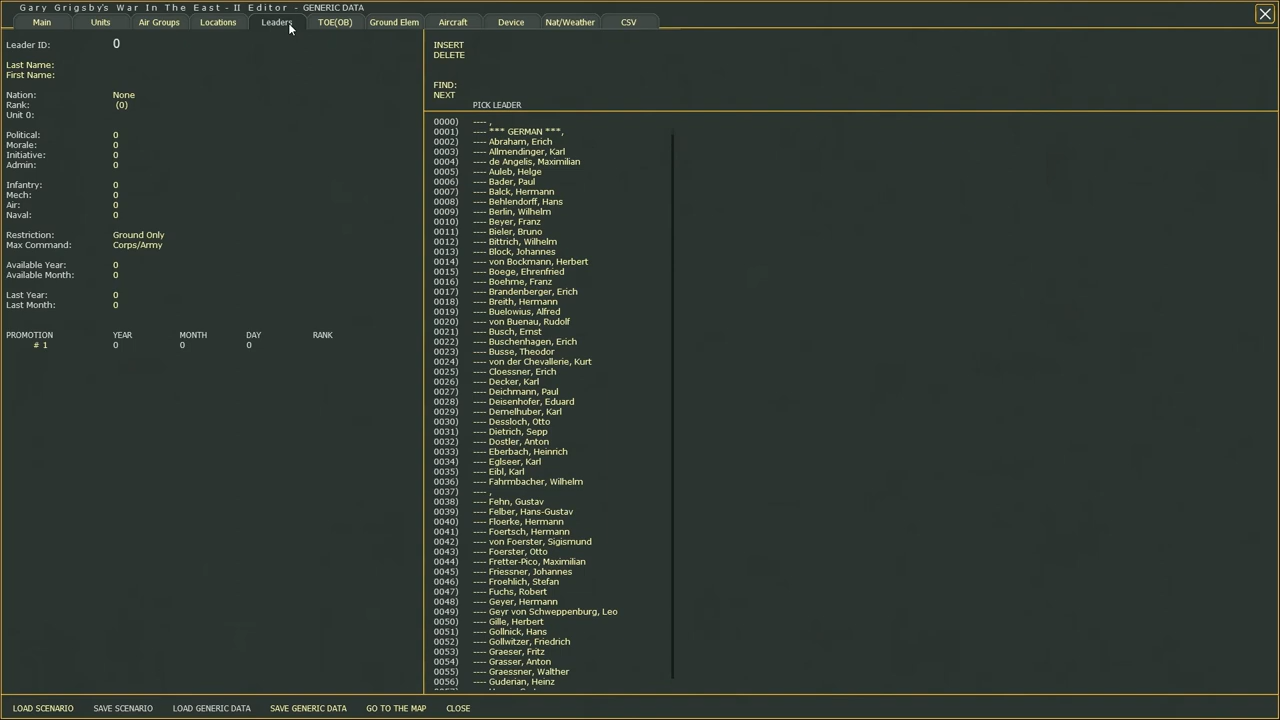 Gary Grigsby's War In The East - II Editor - GENERIC DATA
Main Units Air Groups Locations Leaders TOE(OB) Ground Elem Aircraft Device Nat/Weather CSV
Leader ID: 0
Last Name:
First Name:
Nation: None
Rank: (0)
Unit 0:
Political: 0
Morale: 0
Initiative: 0
Admin: 0
Infantry: 0
Mech: 0
Air: 0
Naval: 0
Restriction: Ground Only
Max Command: Corps/Army
Available Year: 0
Available Month: 0
Last Year: 0
Last Month: 0
PROMOTION YEAR MONTH DAY RANK
# 1 0 0 0
INSERT
DELETE
FIND:
NEXT
PICK LEADER
0000) ---- ,
0001) ---- *** GERMAN ***,
0002) ---- Abraham, Erich
0003) ---- Allmendinger, Karl
0004) ---- de Angelis, Maximilian
0005) ---- Auleb, Helge
0006) ---- Bader, Paul
0007) ---- Balck, Hermann
0008) ---- Behlendorff, Hans
0009) ---- Berlin, Wilhelm
0010) ---- Beyer, Franz
0011) ---- Bieler, Bruno
0012) ---- Bittrich, Wilhelm
0013) ---- Block, Johannes
0014) ---- von Bockmann, Herbert
0015) ---- Boege, Ehrenfried
0016) ---- Boehme, Franz
0017) ---- Brandenberger, Erich
0018) ---- Breith, Hermann
0019) ---- Buelowius, Alfred
0020) ---- von Buenau, Rudolf
0021) ---- Busch, Ernst
0022) ---- Buschenhagen, Erich
0023) ---- Busse, Theodor
0024) ---- von der Chevallerie, Kurt
0025) ---- Cloessner, Erich
0026) ---- Decker, Karl
0027) ---- Deichmann, Paul
0028) ---- Deisenhofer, Eduard
0029) ---- Demelhuber, Karl
0030) ---- Dessloch, Otto
0031) ---- Dietrich, Sepp
0032) ---- Dostler, Anton
0033) ---- Eberbach, Heinrich
0034) ---- Eglseer, Karl
0035) ---- Eibl, Karl
0036) ---- Fahrmbacher, Wilhelm
0037) ---- ,
0038) ---- Fehn, Gustav
0039) ---- Felber, Hans-Gustav
0040) ---- Floerke, Hermann
0041) ---- Foertsch, Hermann
0042) ---- von Foerster, Sigismund
0043) ---- Foerster, Otto
0044) ---- Fretter-Pico, Maximilian
0045) ---- Friessner, Johannes
0046) ---- Froehlich, Stefan
0047) ---- Fuchs, Robert
0048) ---- Geyer, Hermann
0049) ---- Geyr von Schweppenburg, Leo
0050) ---- Gille, Herbert
0051) ---- Gollnick, Hans
0052) ---- Gollwitzer, Friedrich
0053) ---- Graeser, Fritz
0054) ---- Grasser, Anton
0055) ---- Graessner, Walther
0056) ---- Guderian, Heinz
LOAD SCENARIO SAVE SCENARIO LOAD GENERIC DATA SAVE GENERIC DATA GO TO THE MAP CLOSE